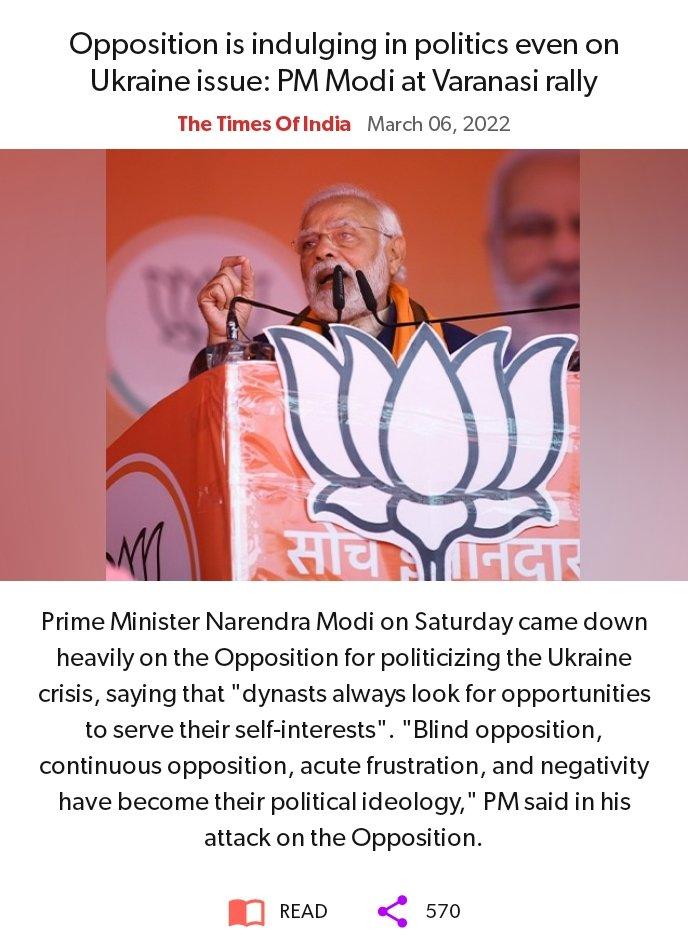 Opposition is indulging in politics even on
Ukraine issue: PM Modi at Varanasi rally
The Times Of India March 06, 2022
सोच
Prime Minister Narendra Modi on Saturday came down
heavily on the Opposition for politicizing the Ukraine
crisis, saying that "dynasts always look for opportunities
to serve their self-interests". "Blind opposition,
continuous opposition, acute frustration, and negativity
have become their political ideology," PM said in his
attack on the Opposition.
READ 570